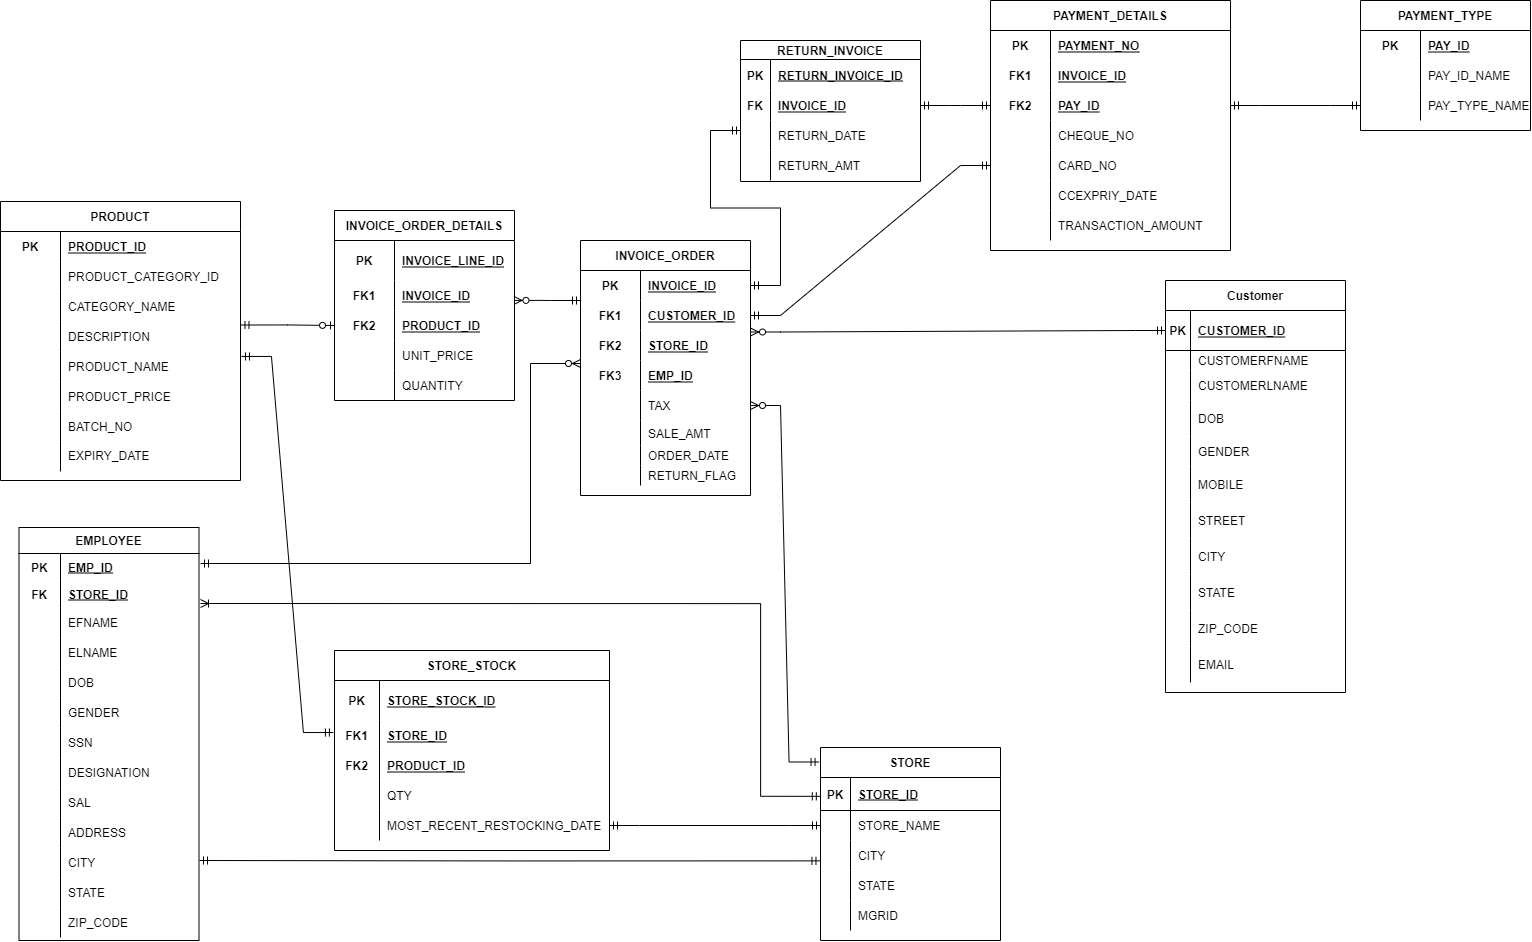 PAYMENT_DETAILS
PK PAYMENT_NO
FK1 INVOICE_ID
FK2 PAY_ID
CHEQUE_NO
CARD_NO
CCEXPRIY_DATE
TRANSACTION_AMOUNT
PAYMENT_TYPE
PK PAY_ID
PAY_ID_NAME
PAY_TYPE_NAME
RETURN_INVOICE
PK RETURN_INVOICE_ID
FK INVOICE_ID
RETURN_DATE
RETURN_AMT
PRODUCT
PK PRODUCT_ID
PRODUCT_CATEGORY_ID
CATEGORY_NAME
DESCRIPTION
PRODUCT_NAME
PRODUCT_PRICE
BATCH_NO
EXPIRY_DATE
INVOICE_ORDER_DETAILS
PK INVOICE_LINE_ID
FK1 INVOICE_ID
FK2 PRODUCT_ID
UNIT_PRICE
QUANTITY
INVOICE_ORDER
PK INVOICE_ID
FK1 CUSTOMER_ID
FK2 STORE_ID
FK3 EMP_ID
TAX
SALE_AMT
ORDER_DATE
RETURN_FLAG
Customer
PK CUSTOMER_ID
CUSTOMERFNAME
CUSTOMERLNAME
DOB
GENDER
MOBILE
STREET
CITY
STATE
ZIP_CODE
EMAIL
EMPLOYEE
PK EMP_ID
FK STORE_ID
EFNAME
ELNAME
DOB
GENDER
SSN
DESIGNATION
SAL
ADDRESS
CITY
STATE
ZIP_CODE
STORE_STOCK
PK STORE_STOCK_ID
FK1 STORE_ID
FK2 PRODUCT_ID
QTY
MOST_RECENT_RESTOCKING_DATE
STORE
PK STORE_ID
STORE_NAME
CITY
STATE
MGRID